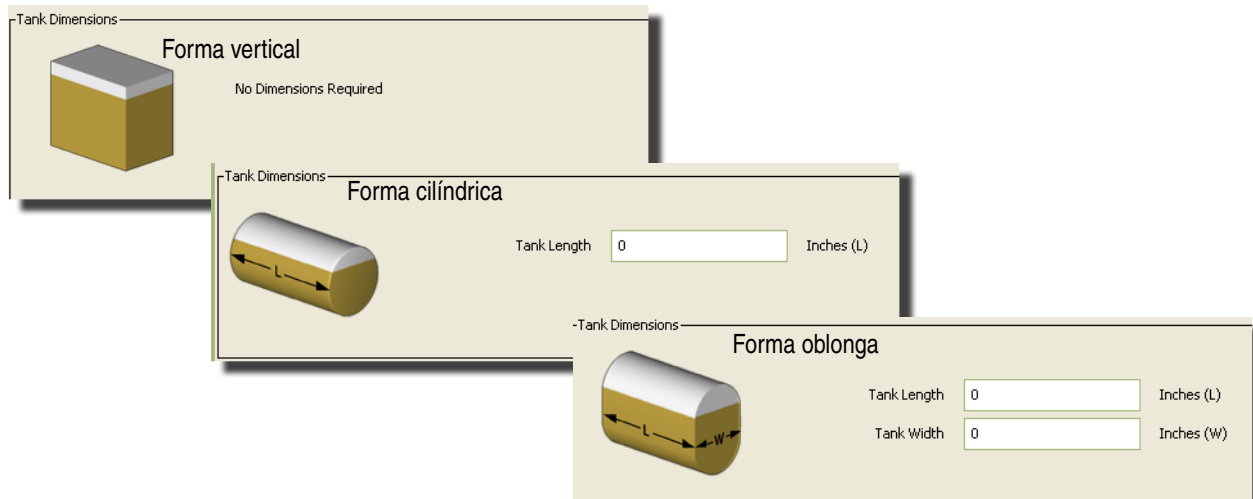 Tank Dimensions
Forma vertical
No Dimensions Required
Tank Dimensions
Forma cilíndrica
Tank Length 0 Inches (L)
L
Tank Dimensions
Forma oblonga
Tank Length 0 Inches (L)
Tank Width 0 Inches (W)
L W